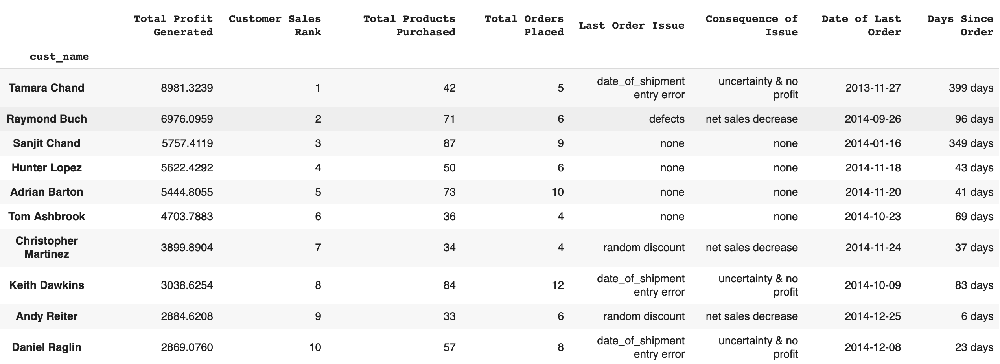 Total Profit Generated Customer Sales Rank Total Products Purchased Total Orders Placed Last Order Issue Consequence of Issue Date of Last Order Days Since Order
cust_name
Tamara Chand 8981.3239 1 42 5 date_of_shipment entry error uncertainty & no profit 2013-11-27 399 days
Raymond Buch 6976.0959 2 71 6 defects net sales decrease 2014-09-26 96 days
Sanjit Chand 5757.4119 3 87 9 none none 2014-01-16 349 days
Hunter Lopez 5622.4292 4 50 6 none none 2014-11-18 43 days
Adrian Barton 5444.8055 5 73 10 none none 2014-11-20 41 days
Tom Ashbrook 4703.7883 6 36 4 none none 2014-10-23 69 days
Christopher Martinez 3899.8904 7 34 4 random discount net sales decrease 2014-11-24 37 days
Keith Dawkins 3038.6254 8 84 12 date_of_shipment entry error uncertainty & no profit 2014-10-09 83 days
Andy Reiter 2884.6208 9 33 6 random discount net sales decrease 2014-12-25 6 days
Daniel Raglin 2869.0760 10 57 8 date_of_shipment entry error uncertainty & no profit 2014-12-08 23 days